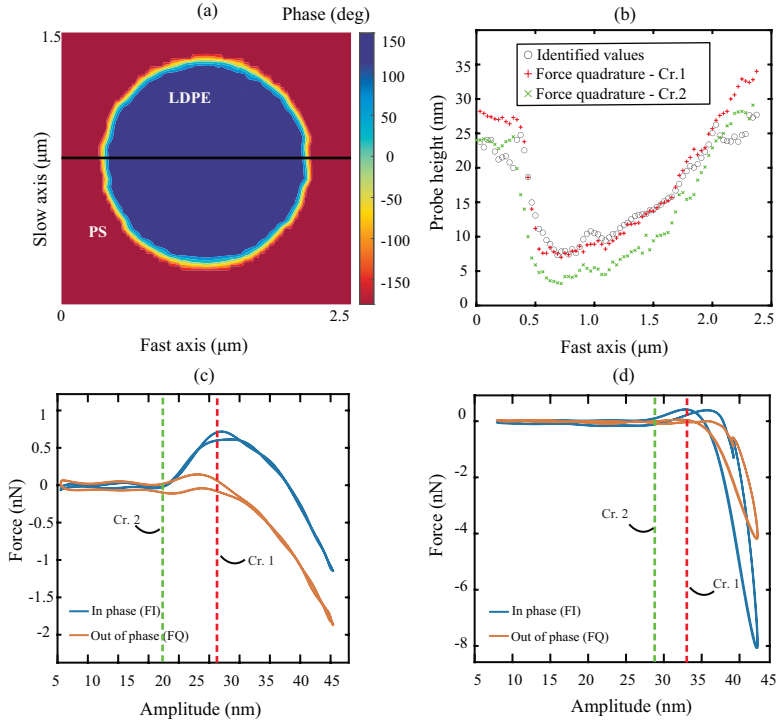 (a)
Phase (deg)
1.5
LDPE
PS
Slow axis (μm)
0
2.5
Fast axis (μm)
150
100
50
0
-50
-100
-150
(b)
Identified values
Force quadrature - Cr.1
Force quadrature - Cr.2
35
30
25
20
15
10
5
0
Probe height (nm)
0
0.5
1.0
1.5
2.0
2.5
Fast axis (μm)
(c)
1
0.5
0
-0.5
-1
-1.5
-2
Force (nN)
Cr. 2
Cr. 1
In phase (FI)
Out of phase (FQ)
5
10
15
20
25
30
35
40
45
Amplitude (nm)
(d)
0
-2
-4
-6
-8
Force (nN)
Cr. 2
Cr. 1
In phase (FI)
Out of phase (FQ)
5
10
15
20
25
30
35
40
45
Amplitude (nm)